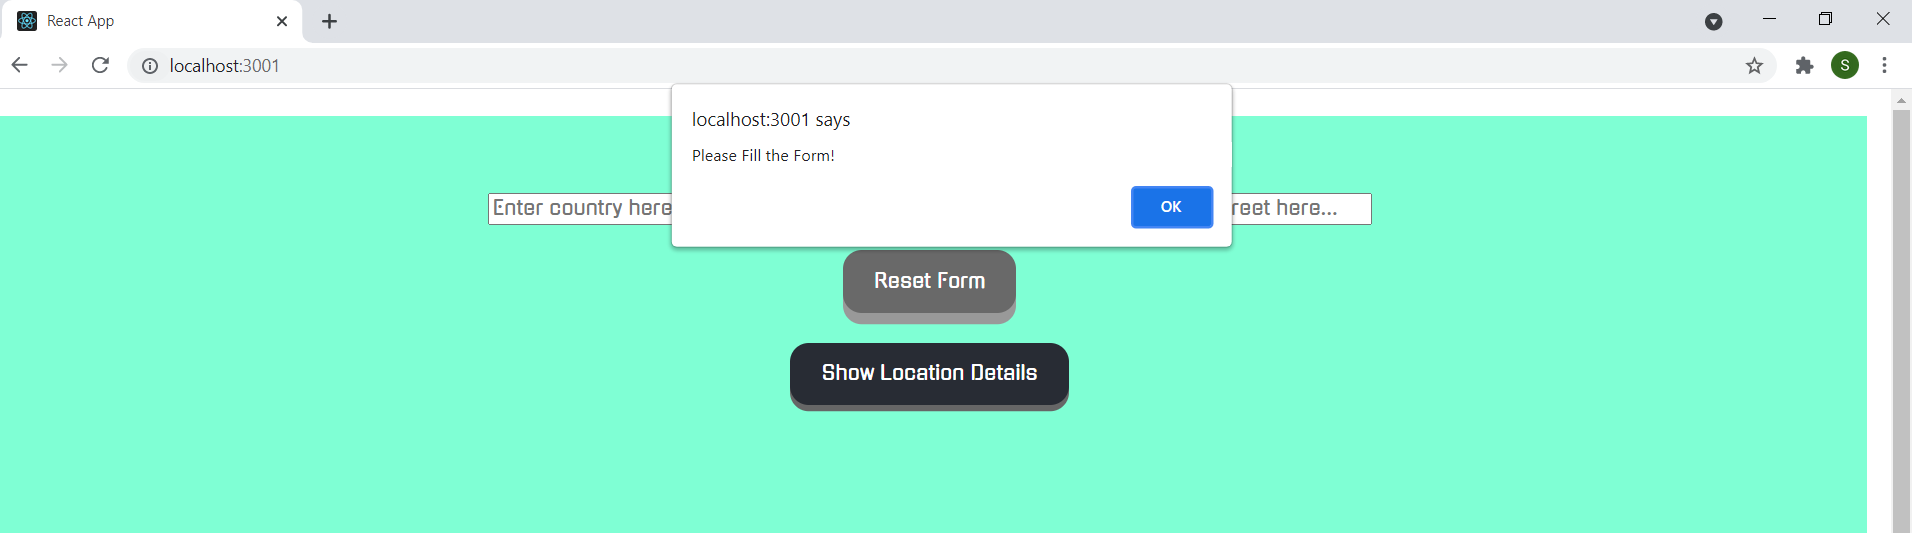 React App
localhost:3001
S
localhost:3001 says
Please Fill the Form!
OK
Enter country here
reet here...
Reset Form
Show Location Details